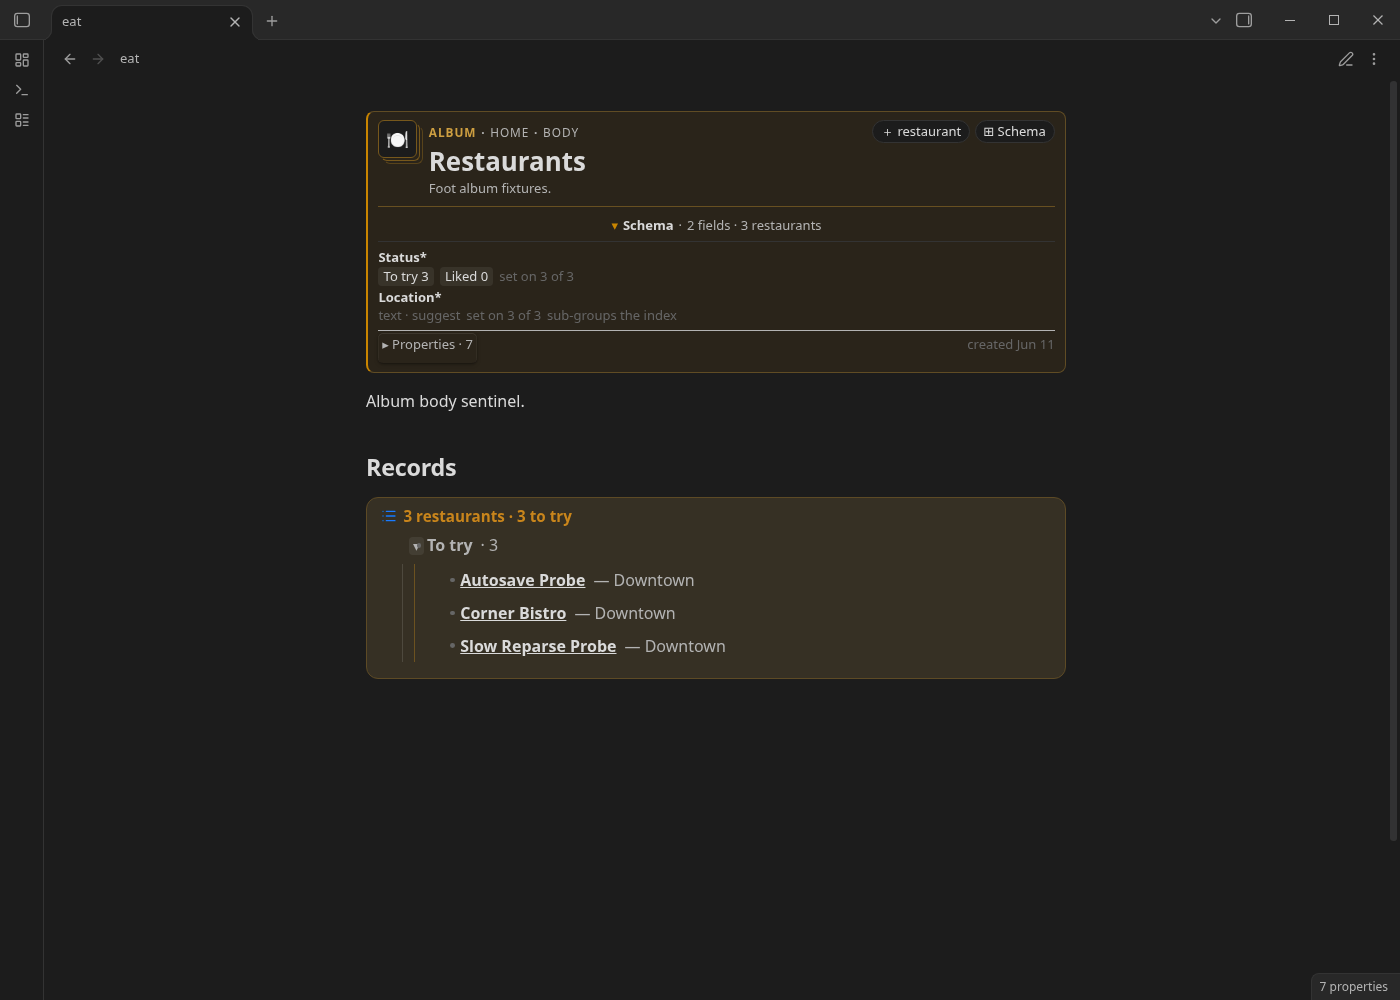 eat
eat
ALBUM · HOME · BODY
+ restaurant
⊞ Schema
Restaurants
Foot album fixtures.
▾ Schema · 2 fields · 3 restaurants
Status*
To try 3 Liked 0 set on 3 of 3
Location*
text · suggest set on 3 of 3 sub-groups the index
▸ Properties · 7
created Jun 11
Album body sentinel.
Records
3 restaurants · 3 to try
▾ To try · 3
• Autosave Probe — Downtown
• Corner Bistro — Downtown
• Slow Reparse Probe — Downtown
7 properties